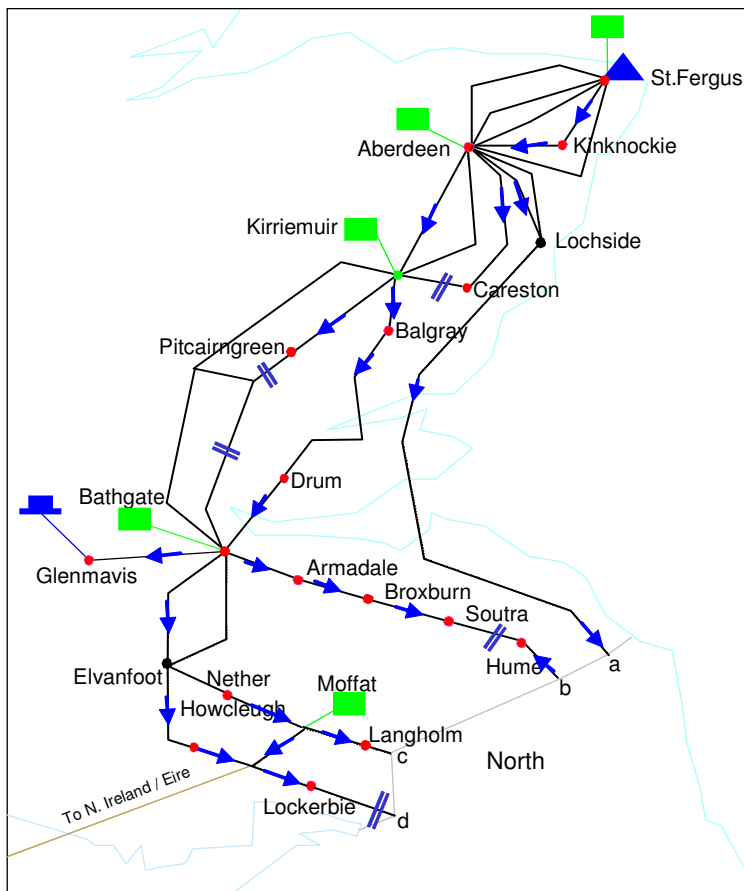 St.Fergus
Aberdeen
Kinknockie
Kirriemuir
Lochside
Careston
Pitcairngreen
Balgray
Drum
Bathgate
Glenmavis
Armadale
Broxburn
Soutra
Hume
a
b
Elvanfoot
Nether
Howcleugh
Moffat
Langholm
c
North
To N. Ireland / Eire
Lockerbie
d